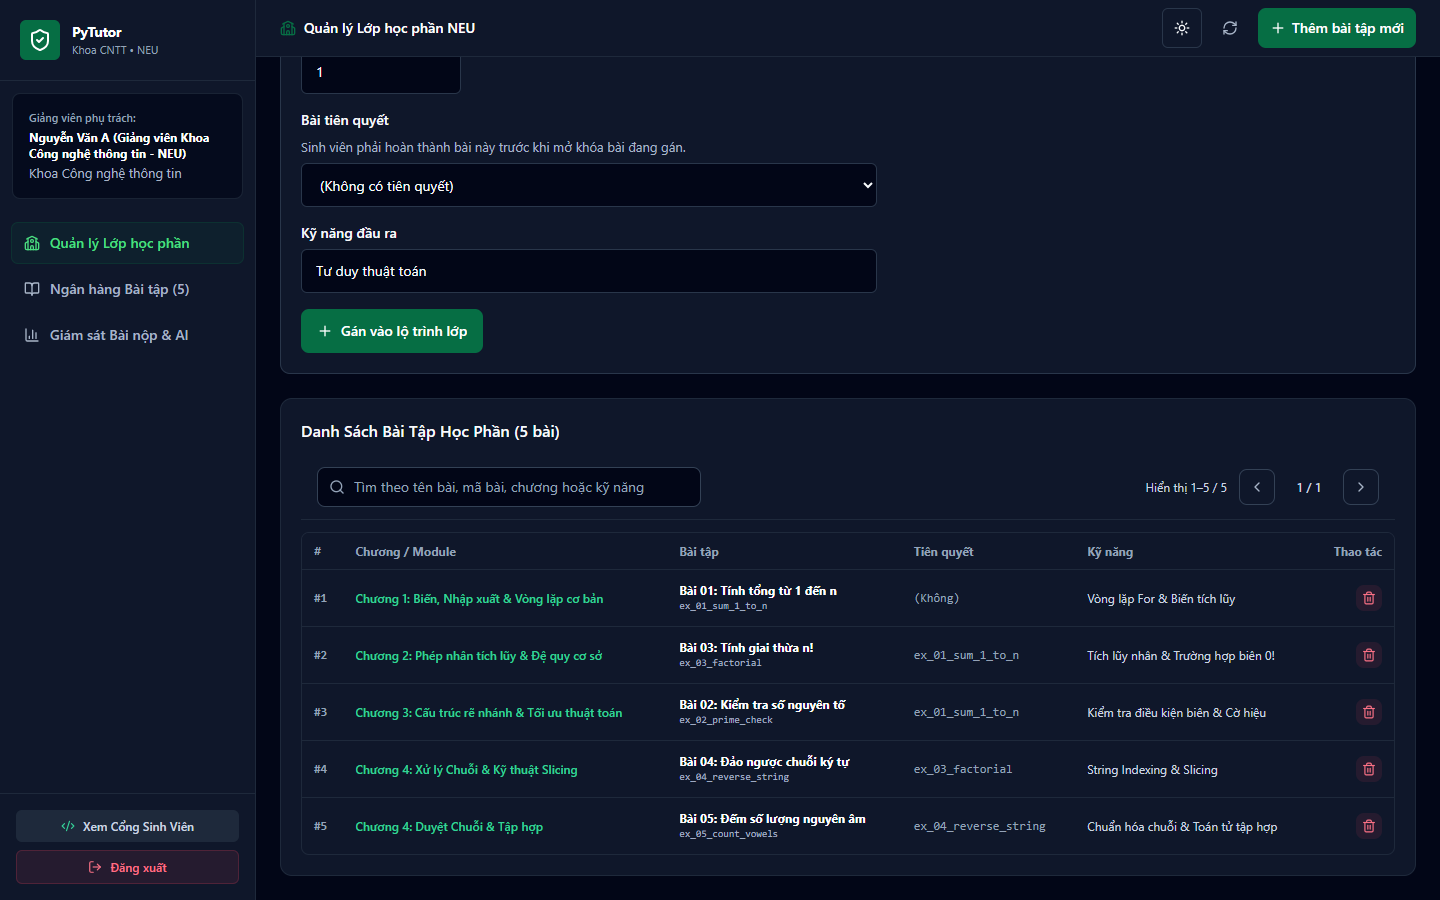 PyTutor
Khoa CNTT • NEU
Giảng viên phụ trách:
Nguyễn Văn A (Giảng viên Khoa
Công nghệ thông tin - NEU)
Khoa Công nghệ thông tin
Quản lý Lớp học phần
Ngân hàng Bài tập (5)
Giám sát Bài nộp & AI
Xem Cổng Sinh Viên
Đăng xuất
Quản lý Lớp học phần NEU
Thêm bài tập mới
1
Bài tiên quyết
Sinh viên phải hoàn thành bài này trước khi mở khóa bài đang gán.
(Không có tiên quyết)
Kỹ năng đầu ra
Tư duy thuật toán
Gán vào lộ trình lớp
Danh Sách Bài Tập Học Phần (5 bài)
Tìm theo tên bài, mã bài, chương hoặc kỹ năng
Hiển thị 1–5 / 5
1 / 1
# Chương / Module Bài tập Tiên quyết Kỹ năng Thao tác
#1 Chương 1: Biến, Nhập xuất & Vòng lặp cơ bản Bài 01: Tính tổng từ 1 đến n (Không) Vòng lặp For & Biến tích lũy
ex_01_sum_1_to_n
#2 Chương 2: Phép nhân tích lũy & Đệ quy cơ sở Bài 03: Tính giai thừa n! ex_01_sum_1_to_n Tích lũy nhân & Trường hợp biên 0!
ex_03_factorial
#3 Chương 3: Cấu trúc rẽ nhánh & Tối ưu thuật toán Bài 02: Kiểm tra số nguyên tố ex_01_sum_1_to_n Kiểm tra điều kiện biên & Cờ hiệu
ex_02_prime_check
#4 Chương 4: Xử lý Chuỗi & Kỹ thuật Slicing Bài 04: Đảo ngược chuỗi ký tự ex_03_factorial String Indexing & Slicing
ex_04_reverse_string
#5 Chương 4: Duyệt Chuỗi & Tập hợp Bài 05: Đếm số lượng nguyên âm ex_04_reverse_string Chuẩn hóa chuỗi & Toán tử tập hợp
ex_05_count_vowels